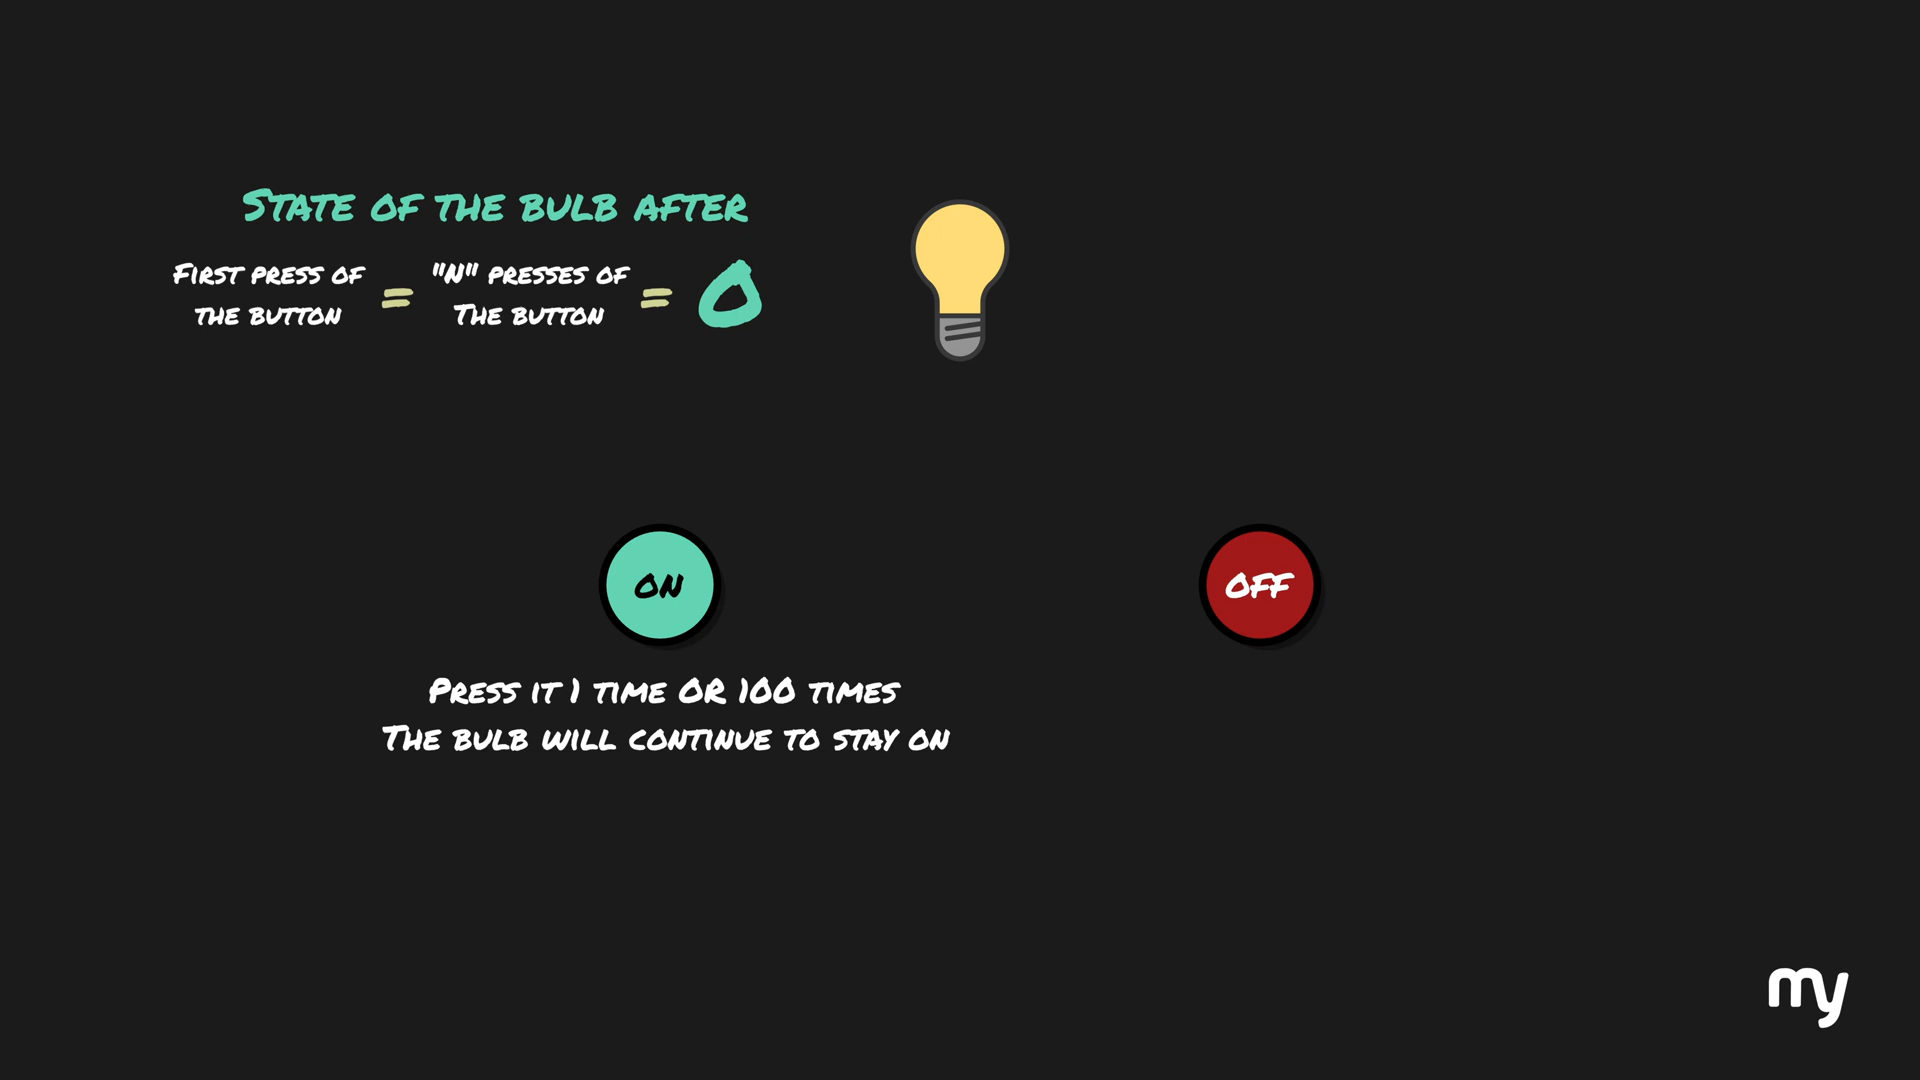 State of the bulb after
First press of
the button
=
"N" presses of
The button
=
O
ON
OFF
Press it 1 time OR 100 times
The bulb will continue to stay on
my